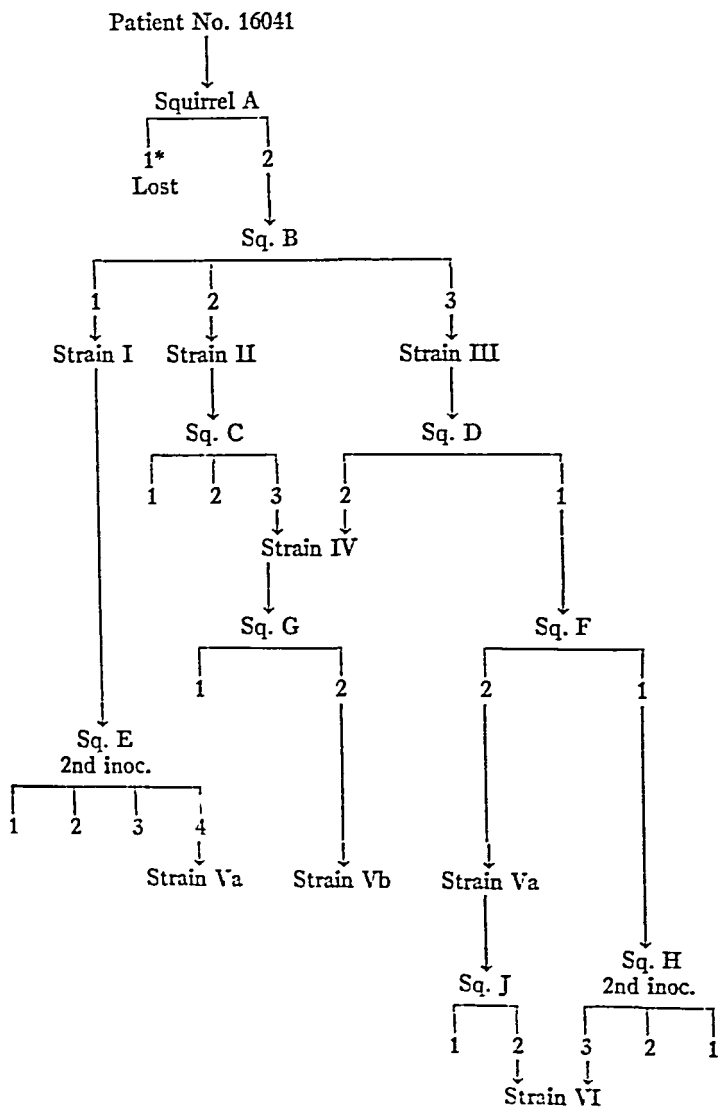 Patient No. 16041
Squirrel A
1* 2
Lost
Sq. B
1 2 3
Strain I Strain II Strain III
Sq. C Sq. D
1 2 3 2 1
Strain IV
Sq. G Sq. F
1 2 2 1
Sq. E
2nd inoc.
1 2 3 4
Strain Va Strain Vb Strain Va
Sq. H
2nd inoc.
Sq. J
1 2 3 2 1
Strain VI